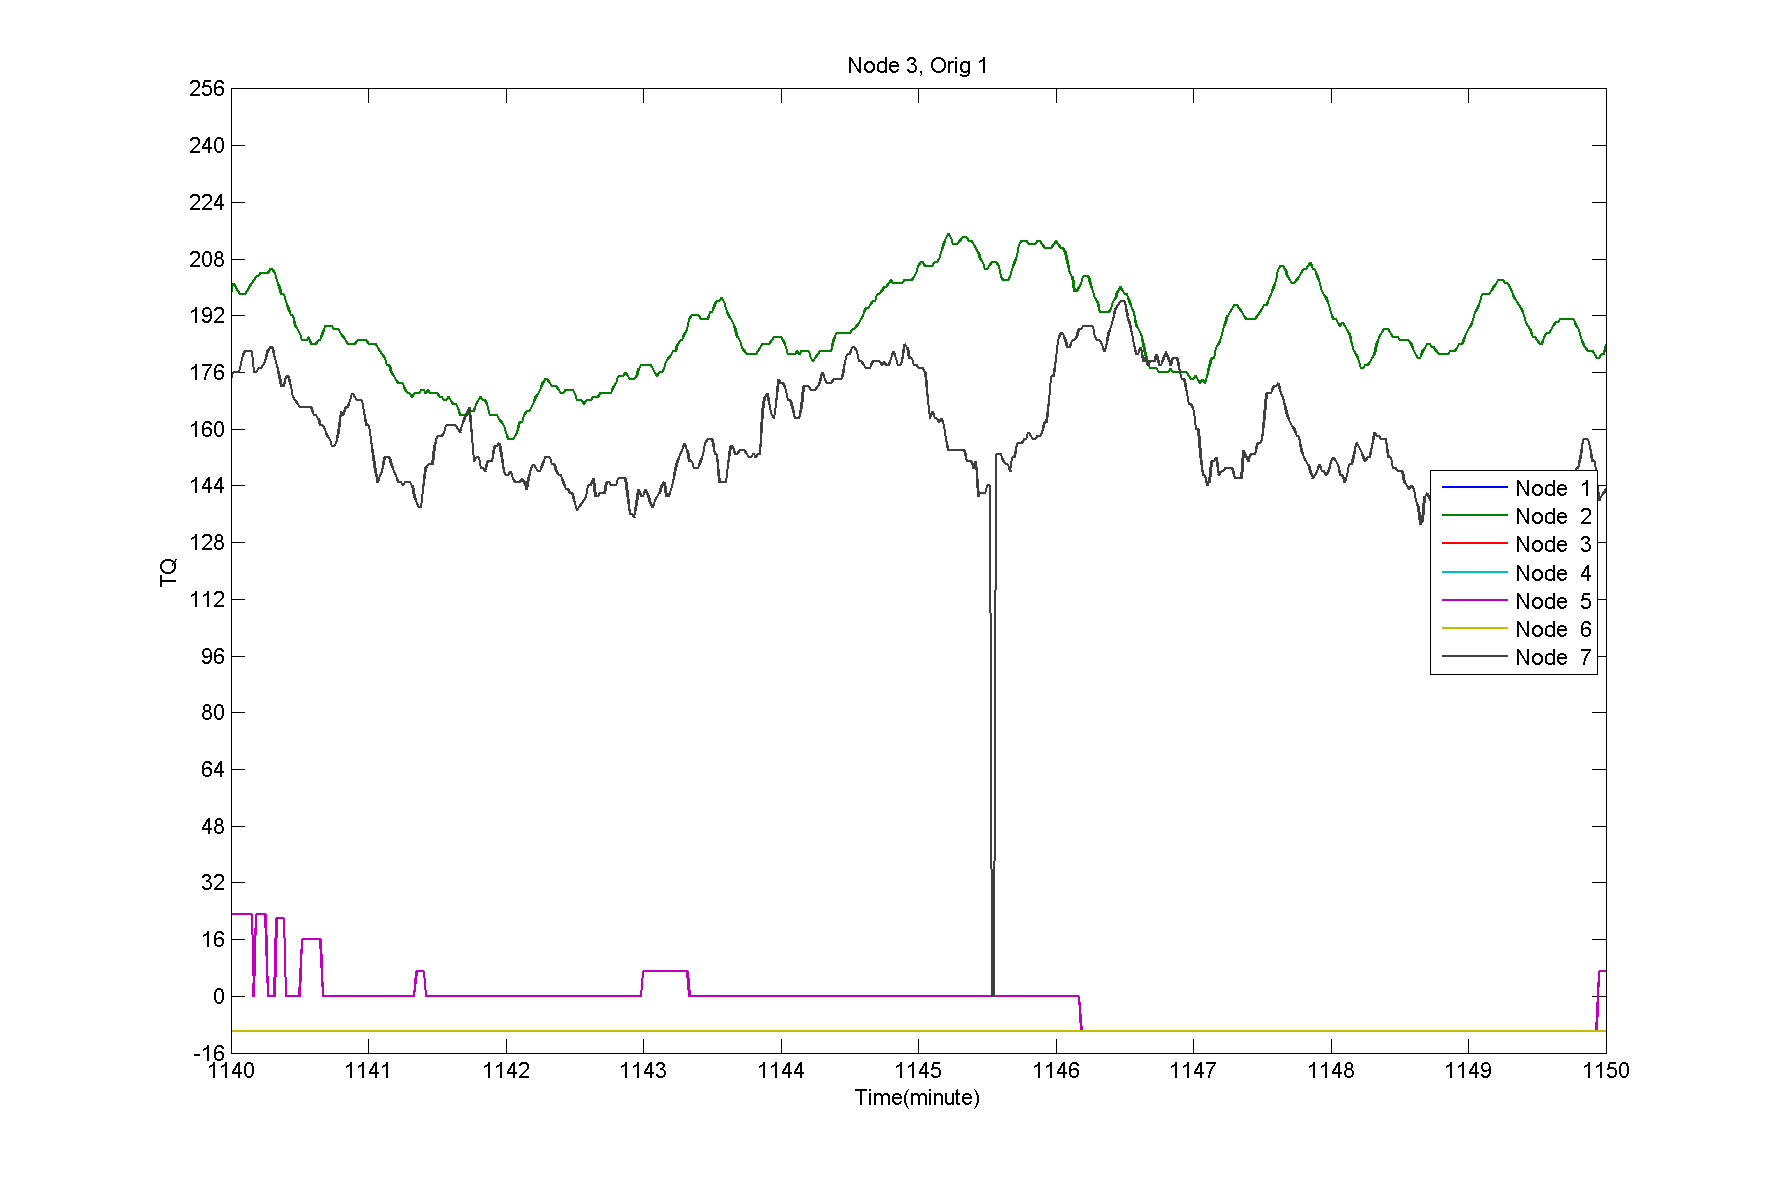 Node 3, Orig 1
256
240
224
208
192
176
160
144
128
112
96
80
64
48
32
16
0
-16
TQ
Node 1
Node 2
Node 3
Node 4
Node 5
Node 6
Node 7
1140 1141 1142 1143 1144 1145 1146 1147 1148 1149 1150
Time(minute)